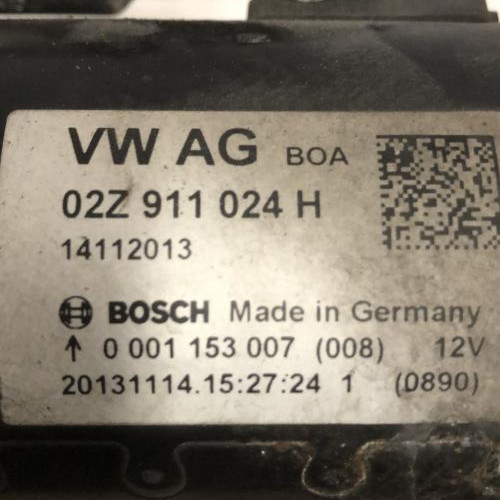 VW AG BOA
02Z 911 024 H
14112013
BOSCH Made in Germany
↑ 0 001 153 007 (008) 12V
20131114.15:27:24 1 (0890)